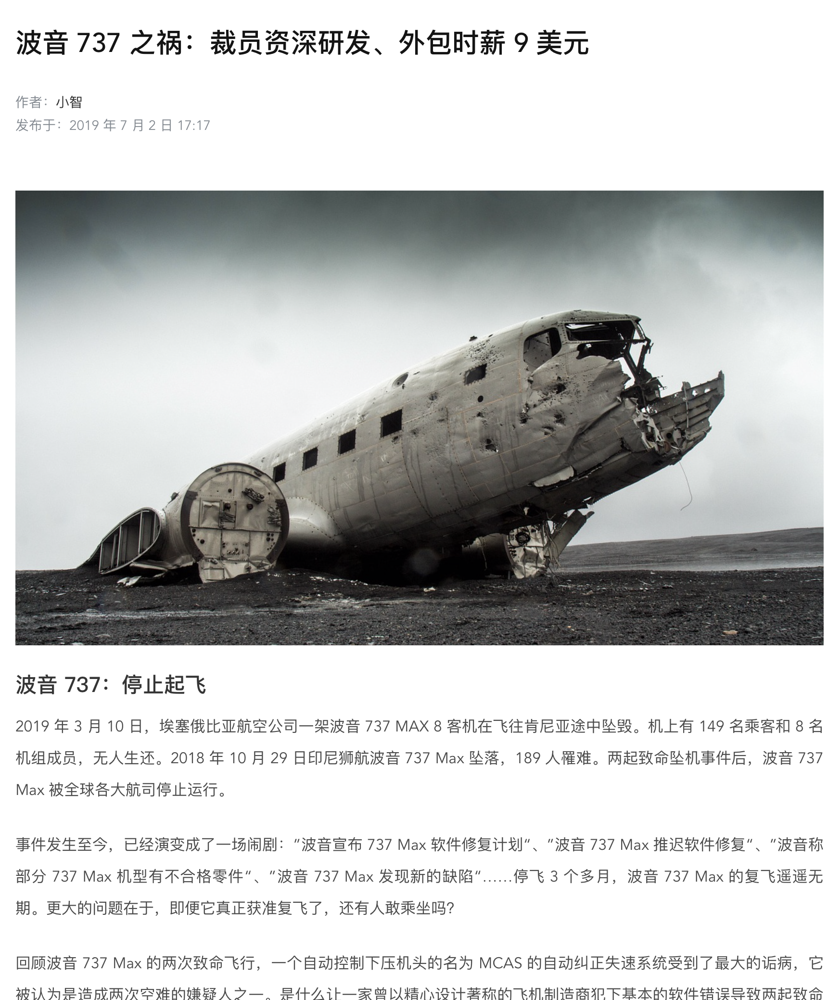 波音 737 之祸：裁员资深研发、外包时薪 9 美元
作者：小智
发布于：2019 年 7 月 2 日 17:17
波音 737：停止起飞
2019 年 3 月 10 日，埃塞俄比亚航空公司一架波音 737 MAX 8 客机在飞往肯尼亚途中坠毁。机上有 149 名乘客和 8 名
机组成员，无人生还。2018 年 10 月 29 日印尼狮航波音 737 Max 坠落，189 人罹难。两起致命坠机事件后，波音 737
Max 被全球各大航司停止运行。
事件发生至今，已经演变成了一场闹剧：”波音宣布 737 Max 软件修复计划“、”波音 737 Max 推迟软件修复“、”波音称
部分 737 Max 机型有不合格零件“、”波音 737 Max 发现新的缺陷“……停飞 3 个多月，波音 737 Max 的复飞遥遥无
期。更大的问题在于，即便它真正获准复飞了，还有人敢乘坐吗？
回顾波音 737 Max 的两次致命飞行，一个自动控制下压机头的名为 MCAS 的自动纠正失速系统受到了最大的诟病，它
被认为是造成两次空难的嫌疑人之一。是什么让一家曾以精心设计著称的飞机制造商犯下基本的软件错误导致两起致命